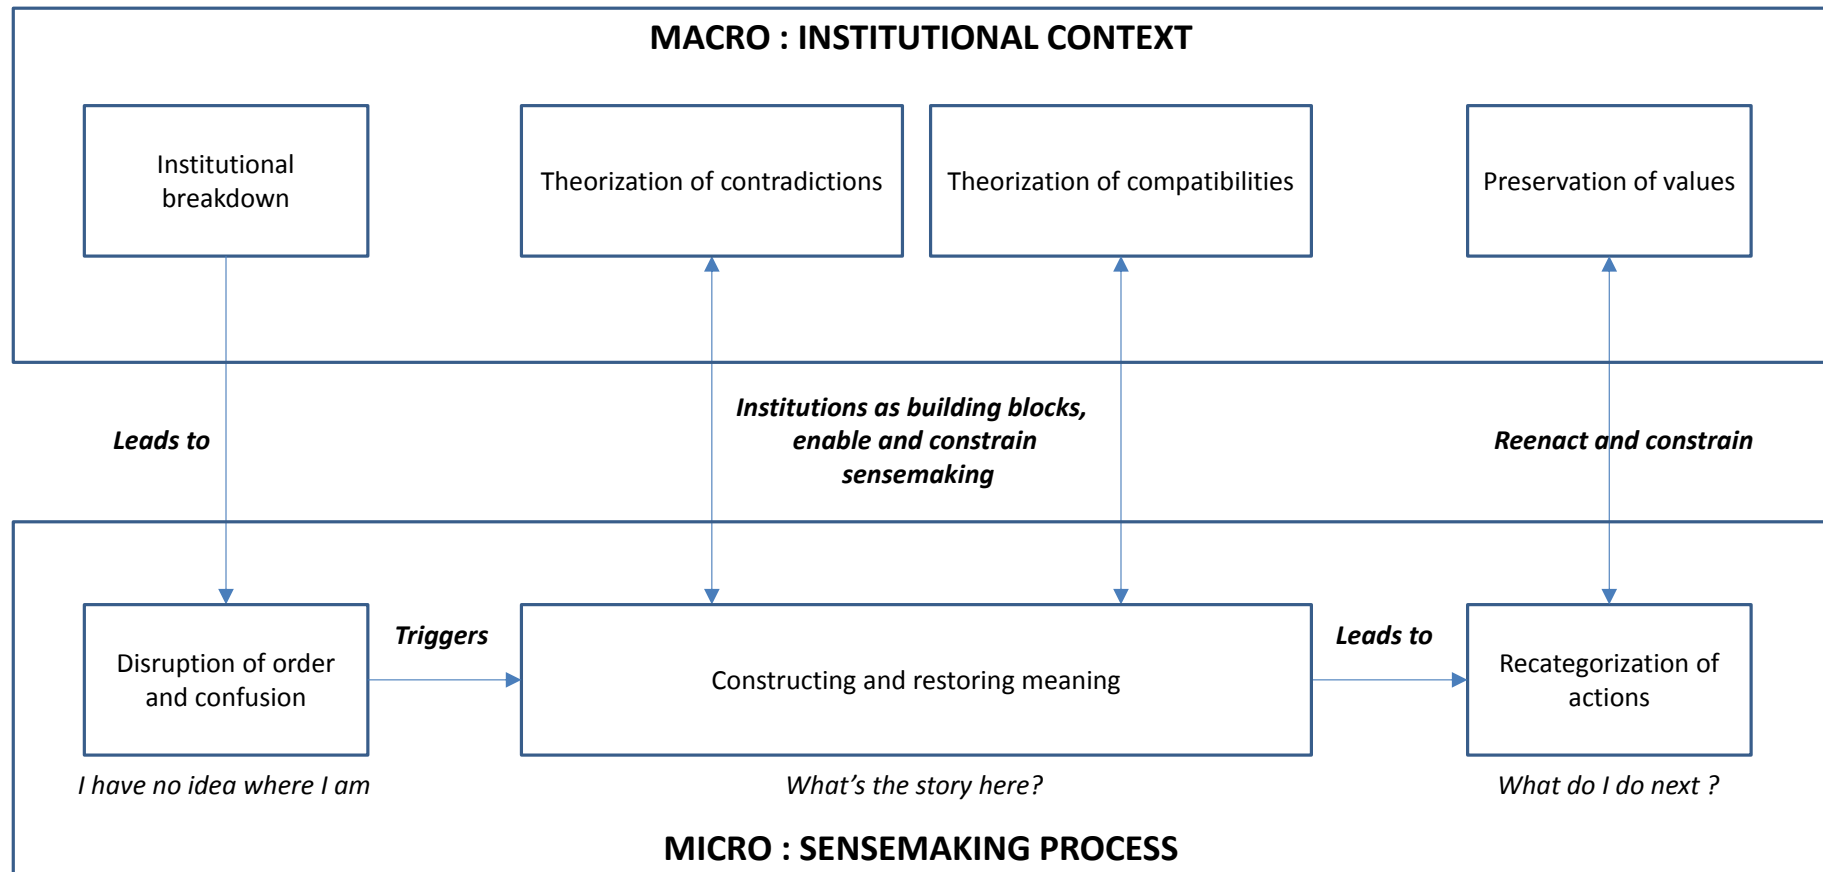 MACRO : INSTITUTIONAL CONTEXT
Institutional
breakdown
Theorization of contradictions
Theorization of compatibilities
Preservation of values
Leads to
Institutions as building blocks,
enable and constrain
sensemaking
Reenact and constrain
Disruption of order
and confusion
Triggers
Constructing and restoring meaning
Leads to
Recategorization of
actions
I have no idea where I am
What’s the story here?
What do I do next ?
MICRO : SENSEMAKING PROCESS